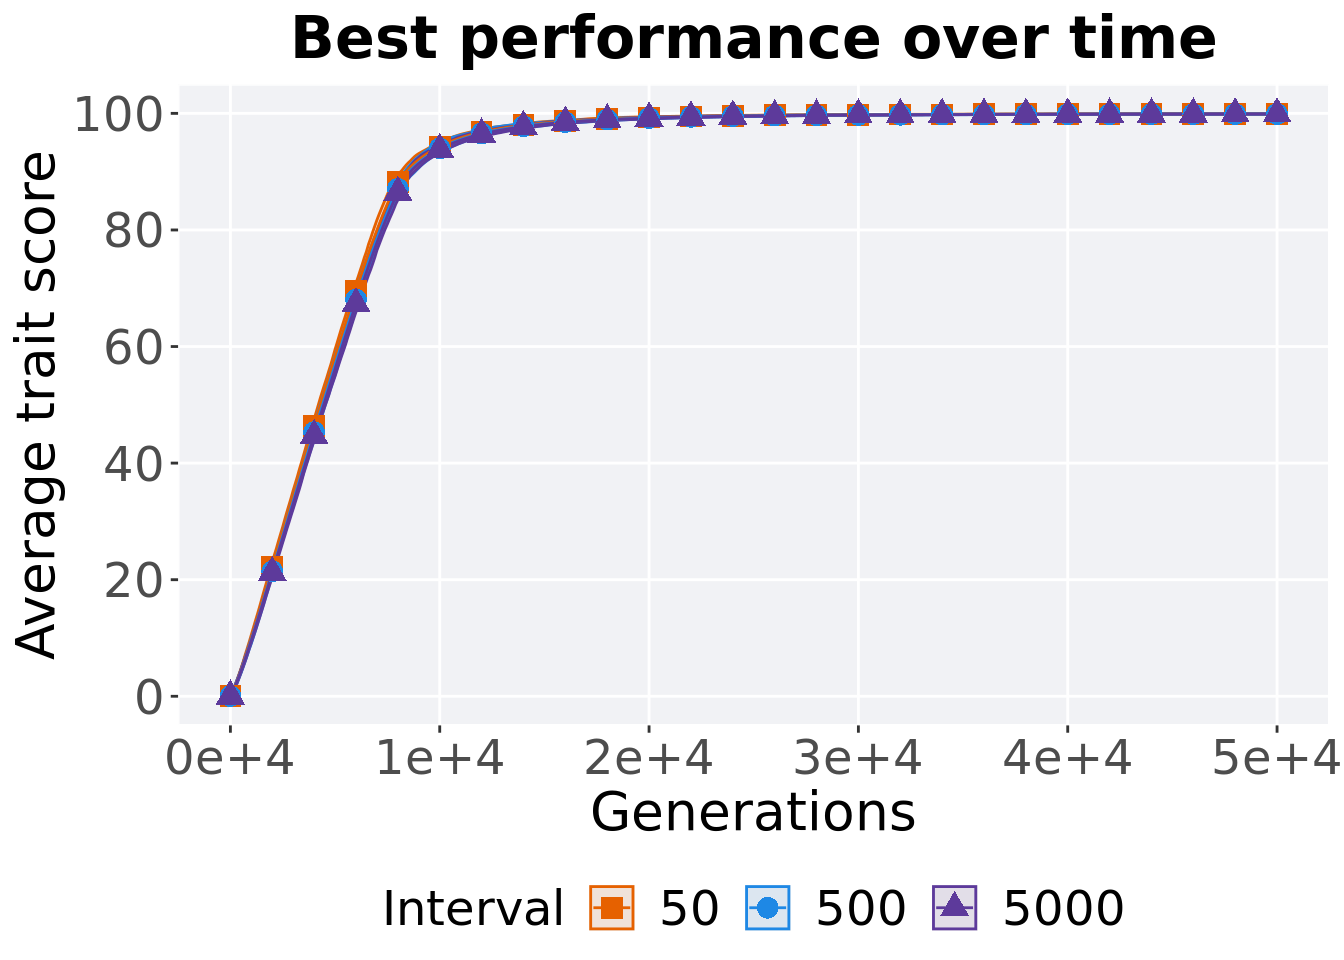 Best performance over time
Average trait score
100
80
60
40
20
0
0e+4 1e+4 2e+4 3e+4 4e+4 5e+4
Generations
Interval 50 500 5000